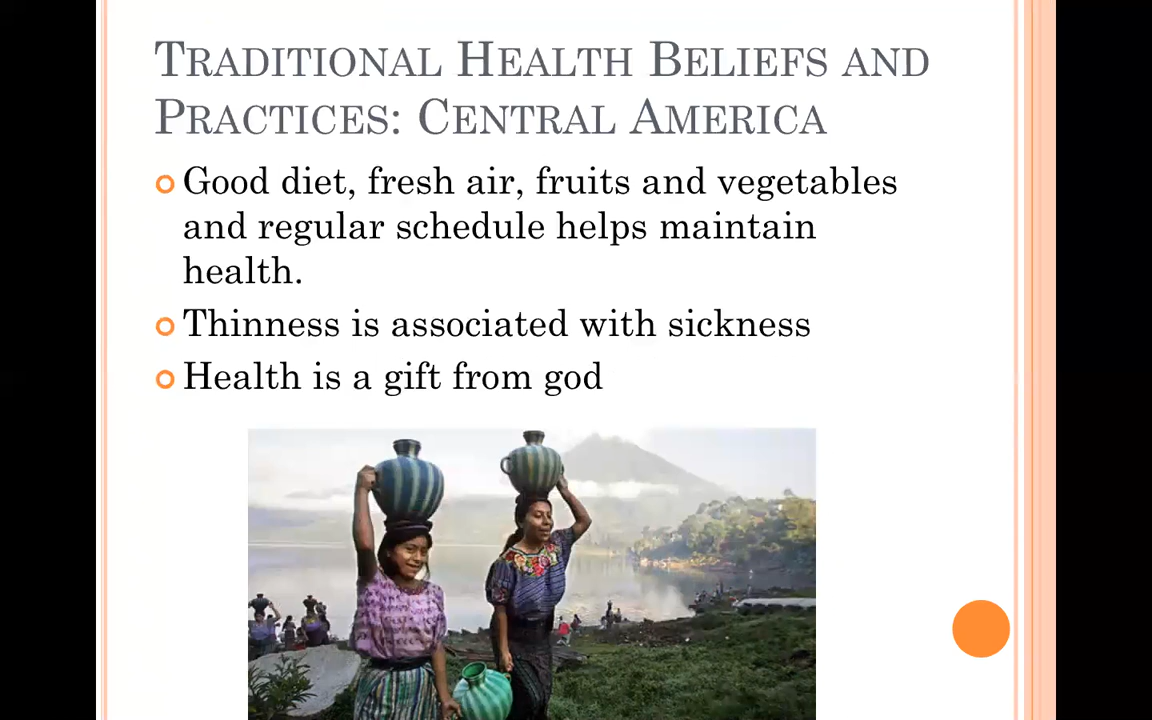 Traditional Health Beliefs and
Practices: Central America
Good diet, fresh air, fruits and vegetables
and regular schedule helps maintain
health.
Thinness is associated with sickness
Health is a gift from god